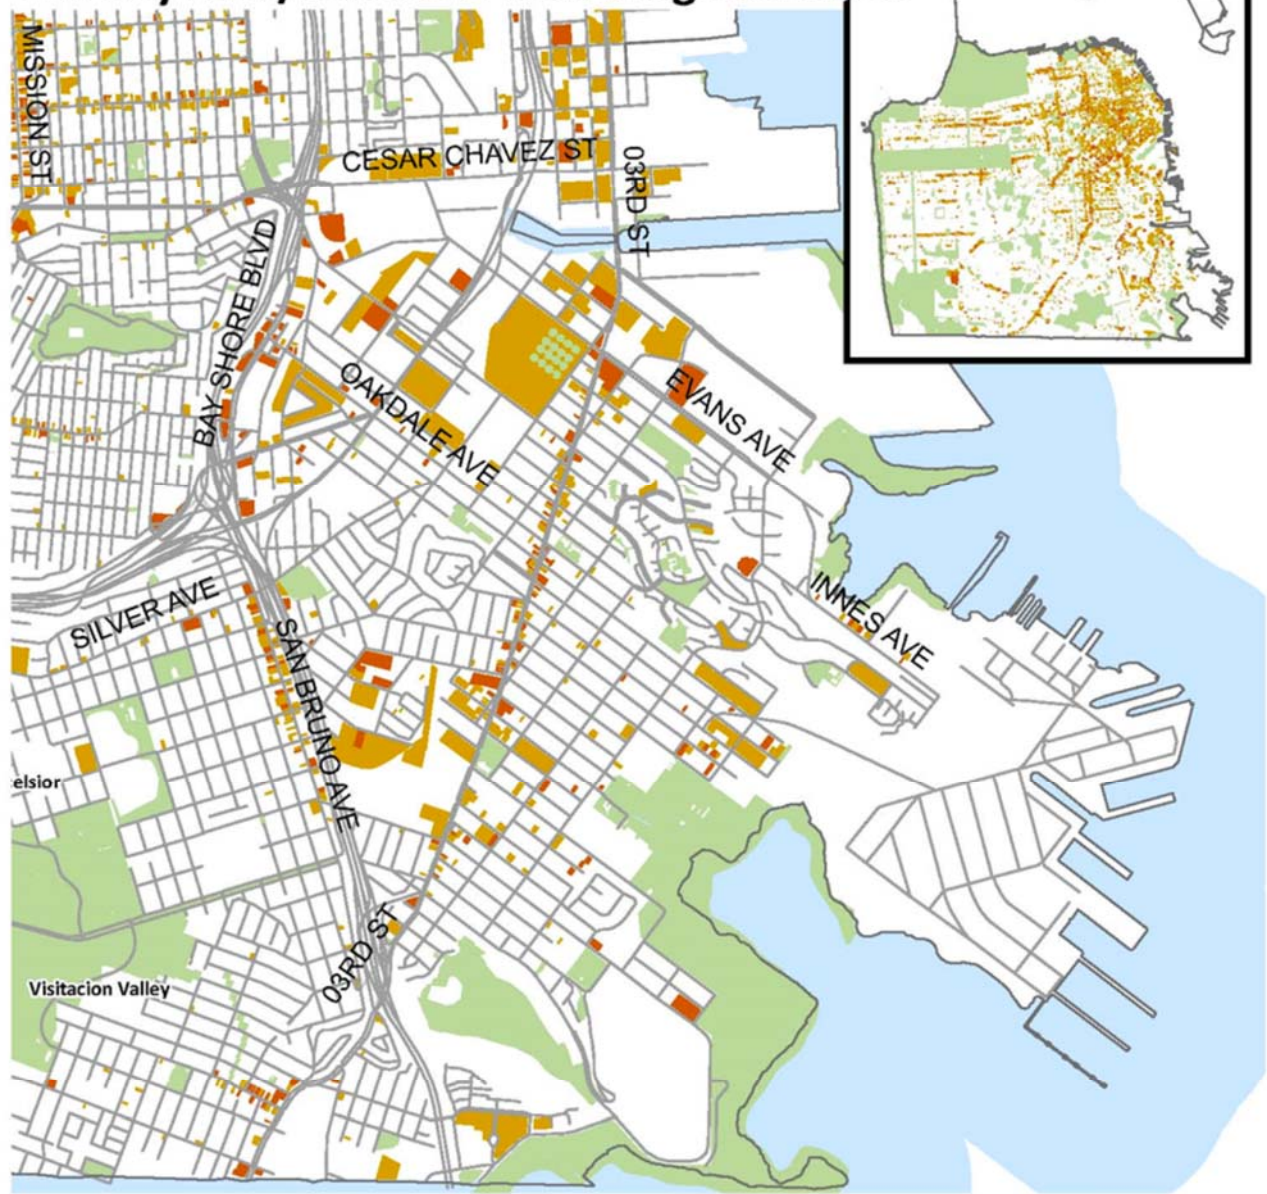 MISSION ST
CESAR CHAVEZ ST
03RD ST
BAY SHORE BLVD
OAKDALE AVE
EVANS AVE
INNES AVE
SILVER AVE
SAN BRUNO AVE
elsior
03RD ST
Visitacion Valley